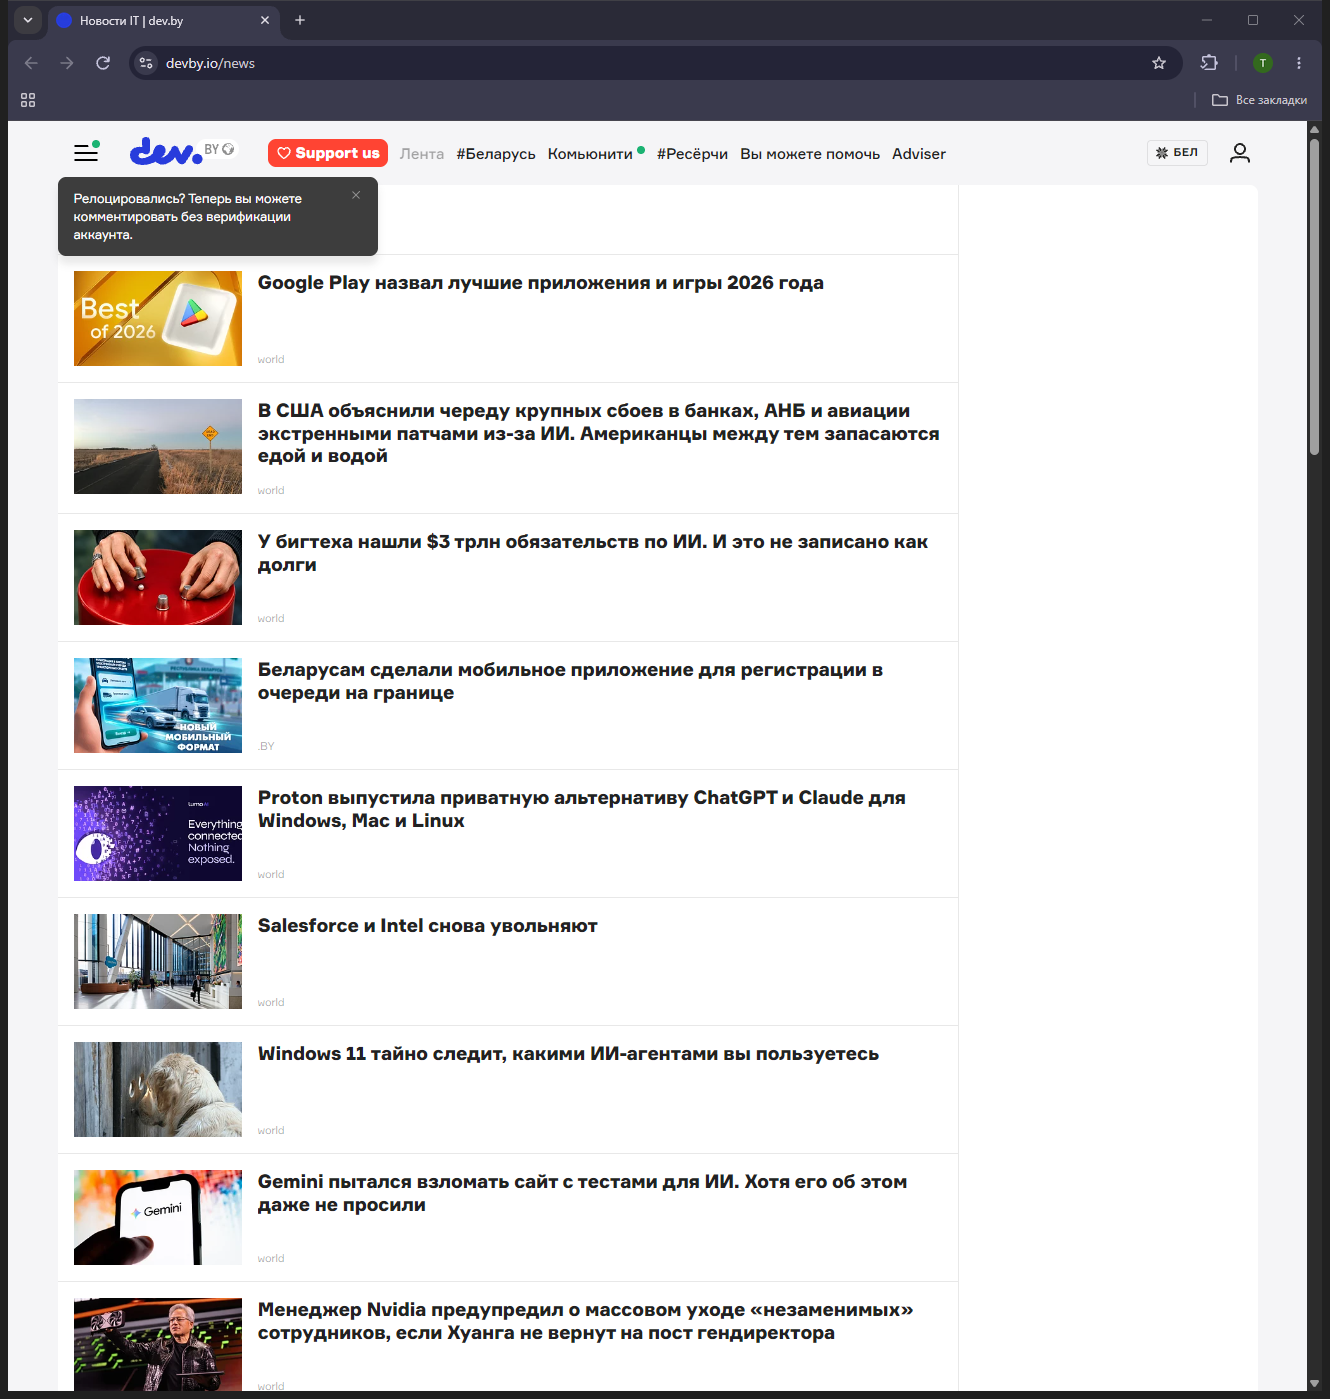 Новости IT | dev.by
devby.io/news
T
Все закладки
dev. BY
Support us
Лента
#Беларусь
Комьюнити
#Ресёрчи
Вы можете помочь
Adviser
БЕЛ
Релоцировались? Теперь вы можете
комментировать без верификации
аккаунта.
Best
of 2026
Google Play назвал лучшие приложения и игры 2026 года
world
В США объяснили череду крупных сбоев в банках, АНБ и авиации
экстренными патчами из-за ИИ. Американцы между тем запасаются
едой и водой
world
У бигтеха нашли $3 трлн обязательств по ИИ. И это не записано как
долги
world
НОВЫЙ
МОБИЛЬНЫЙ
ФОРМАТ
Беларусам сделали мобильное приложение для регистрации в
очереди на границе
.BY
Lumo
Everything
connected
Nothing
exposed.
Proton выпустила приватную альтернативу ChatGPT и Claude для
Windows, Mac и Linux
world
Salesforce и Intel снова увольняют
world
Windows 11 тайно следит, какими ИИ-агентами вы пользуетесь
world
Gemini
Gemini пытался взломать сайт с тестами для ИИ. Хотя его об этом
даже не просили
world
Менеджер Nvidia предупредил о массовом уходе «незаменимых»
сотрудников, если Хуанга не вернут на пост гендиректора
world